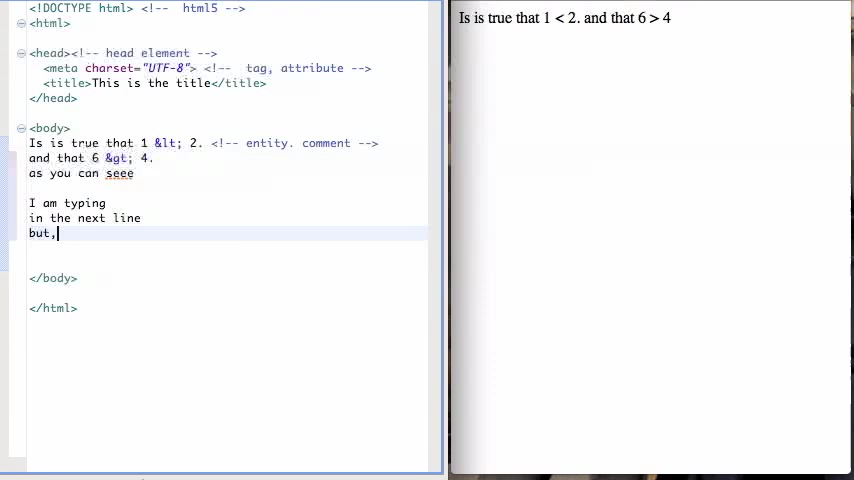 <!DOCTYPE html> <!-- html5 -->
<html>
<head><!-- head element -->
<meta charset="UTF-8"> <!-- tag, attribute -->
<title>This is the title</title>
</head>
<body>
Is is true that 1 &lt; 2. <!-- entity. comment -->
and that 6 &gt; 4.
as you can seee
I am typing
in the next line
but,
</body>
</html>
Is is true that 1 < 2. and that 6 > 4